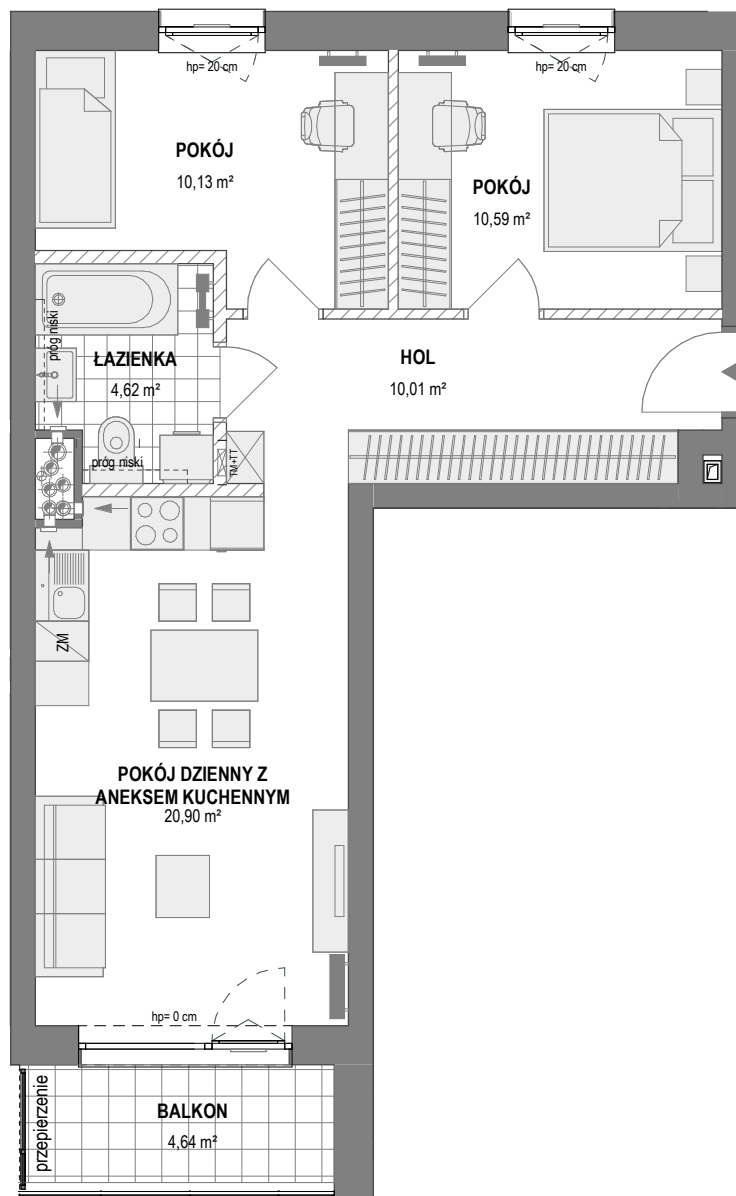 hp= 20 cm
hp= 20 cm
POKÓJ
10,13 m²
POKÓJ
10,59 m²
próg niski
ŁAZIENKA
4,62 m²
HOL
10,01 m²
próg niski
TM+TT
ZM
POKÓJ DZIENNY Z
ANEKSEM KUCHENNYM
20,90 m²
hp= 0 cm
przepierzenie
BALKON
4,64 m²